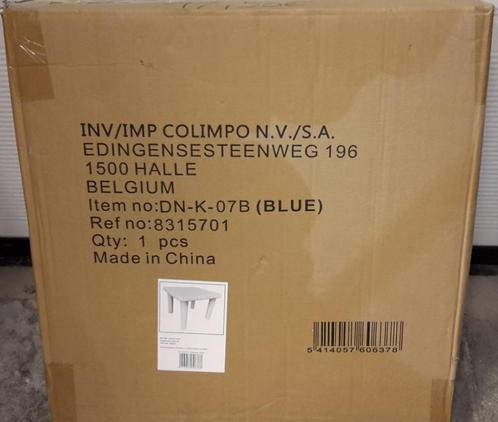 INV/IMP COLIMPO N.V./S.A.
EDINGENSESTEENWEG 196
1500 HALLE
BELGIUM
Item no:DN-K-07B (BLUE)
Ref no:8315701
Qty: 1 pcs
Made in China
5 414057 606378